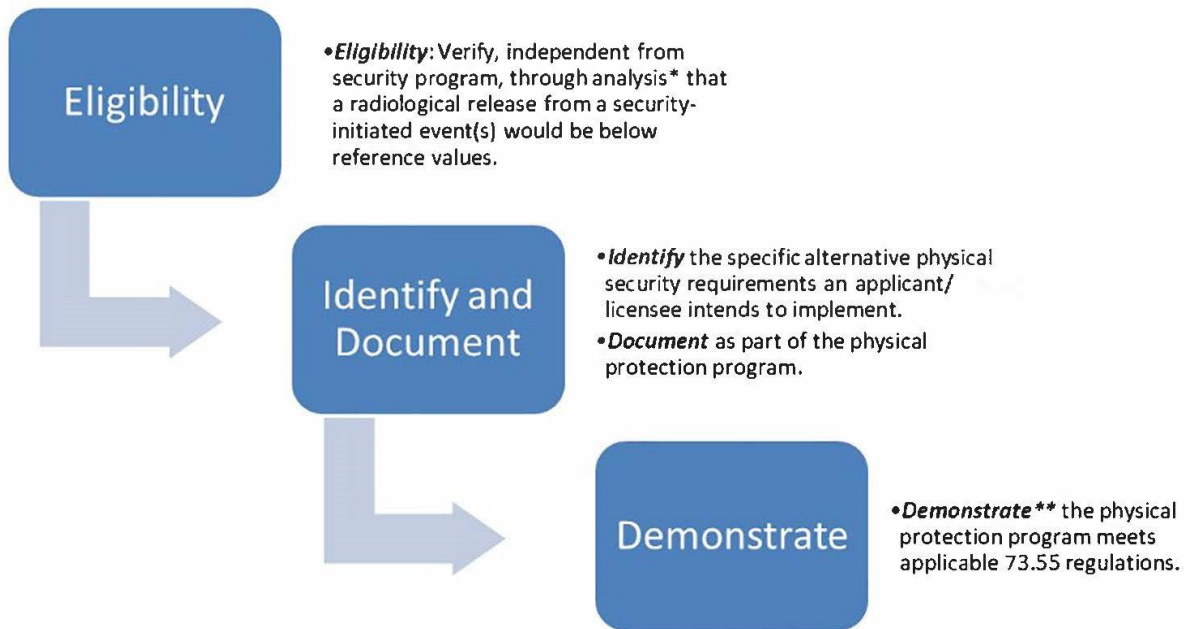 Eligibility
•Eligibility: Verify, independent from
security program, through analysis* that
a radiological release from a security-
initiated event(s) would be below
reference values.
Identify and
Document
•Identify the specific alternative physical
security requirements an applicant/
licensee intends to implement.
•Document as part of the physical
protection program.
Demonstrate
•Demonstrate** the physical
protection program meets
applicable 73.55 regulations.